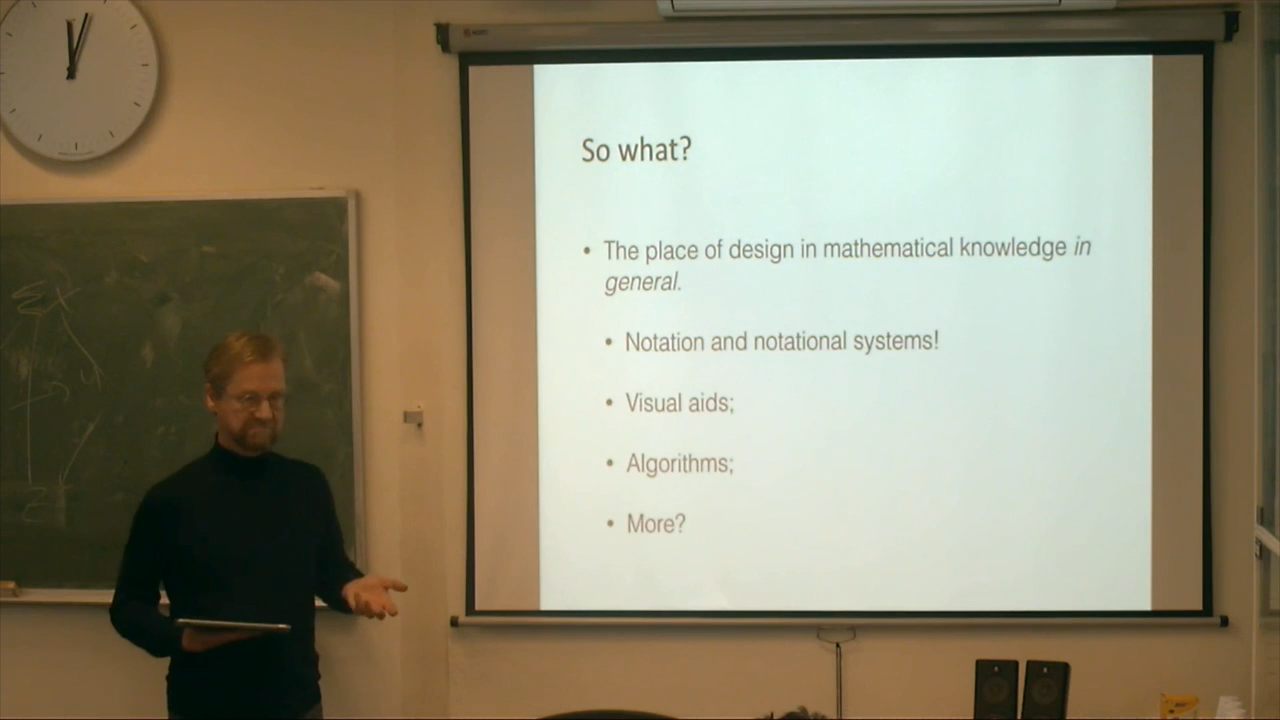 So what?
• The place of design in mathematical knowledge in
general.
• Notation and notational systems!
• Visual aids;
• Algorithms;
• More?